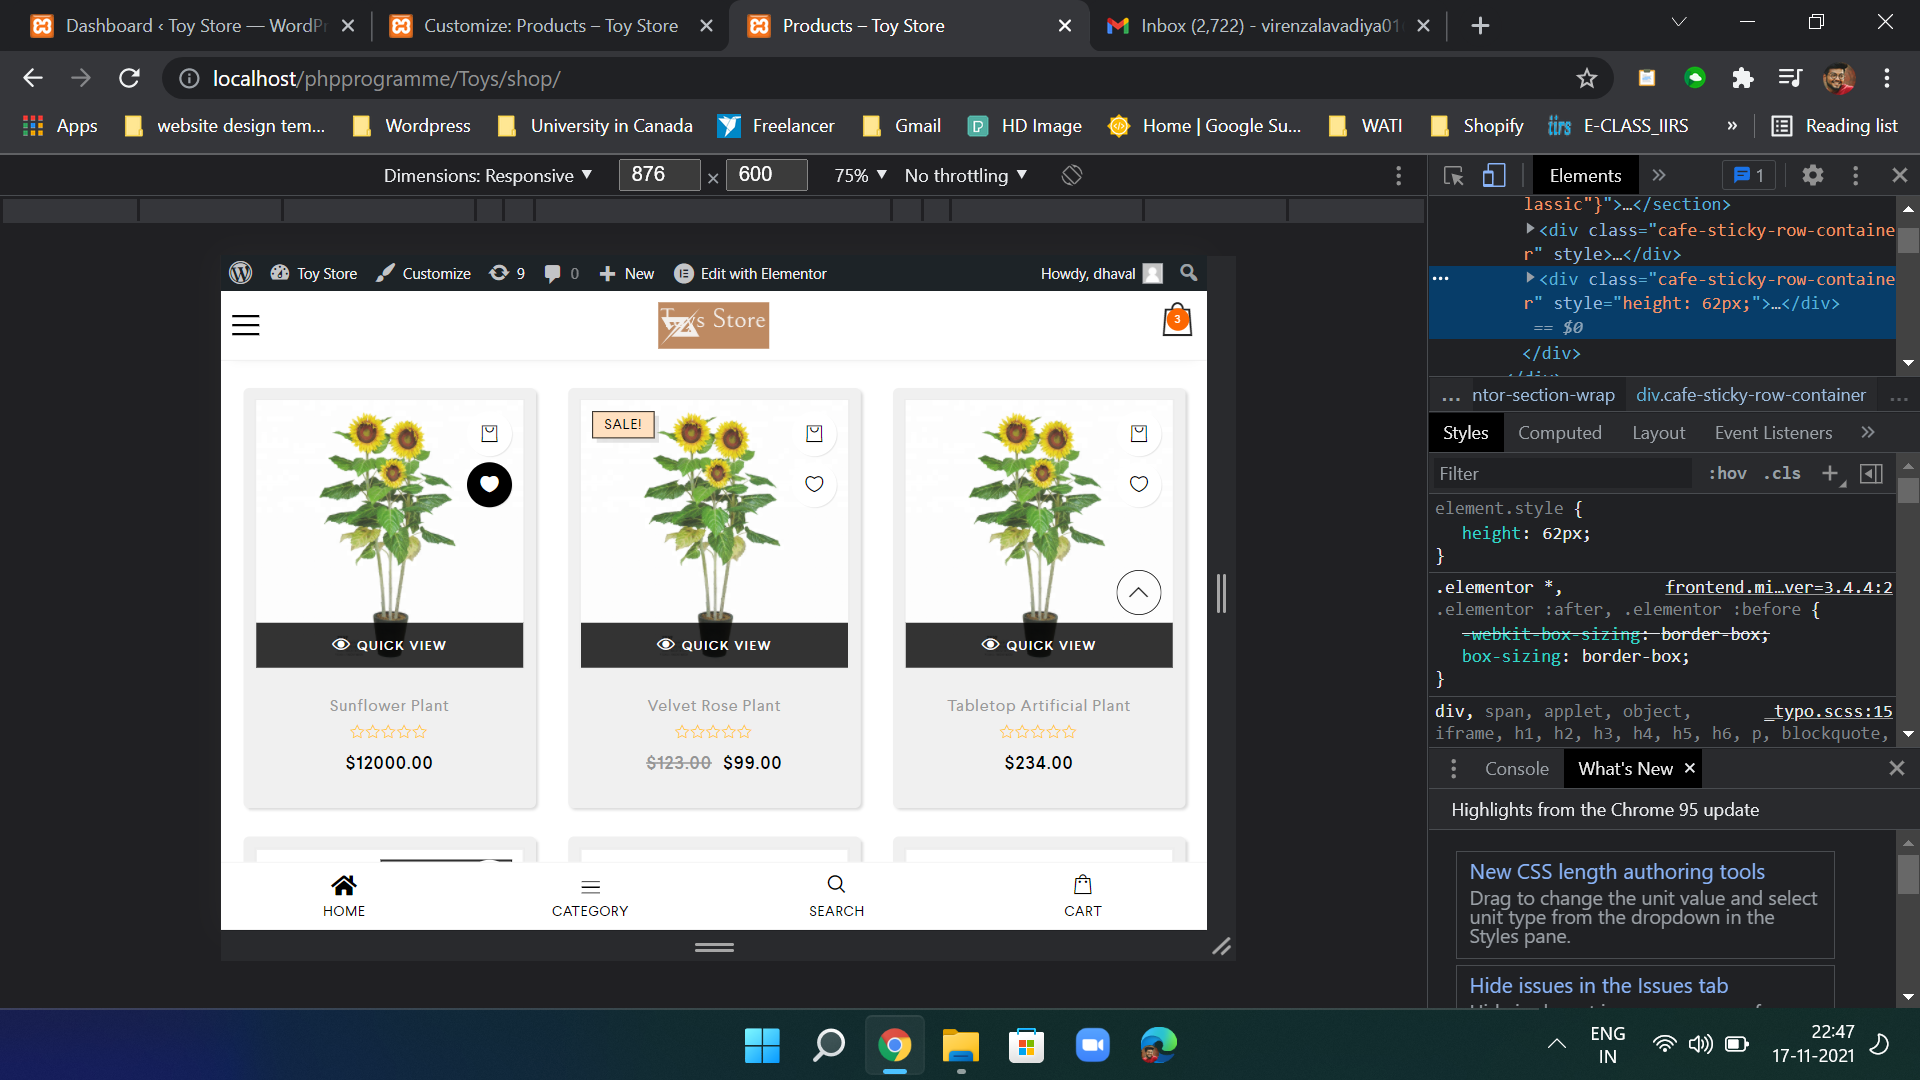 Dashboard ‹ Toy Store — WordPr
Customize: Products – Toy Store
Products – Toy Store
Inbox (2,722) - virenzalavadiya01
localhost/phpprogramme/Toys/shop/
Apps
website design tem...
Wordpress
University in Canada
Freelancer
Gmail
HD Image
Home | Google Su...
WATI
Shopify
E-CLASS_IIRS
»
Reading list
Dimensions: Responsive ▼ 876 × 600 75% ▼ No throttling ▼
Elements » 1
lassic"}">…</section>
<div class="cafe-sticky-row-containe
r" style>…</div>
<div class="cafe-sticky-row-containe
r" style="height: 62px;">…</div>
== $0
</div>
... ntor-section-wrap div.cafe-sticky-row-container ...
Styles Computed Layout Event Listeners »
Filter :hov .cls
element.style {
height: 62px;
}
.elementor *, frontend.mi…ver=3.4.4:2
.elementor :after, .elementor :before {
-webkit-box-sizing: border-box;
box-sizing: border-box;
}
div, span, applet, object, _typo.scss:15
iframe, h1, h2, h3, h4, h5, h6, p, blockquote,
Console What's New ×
Highlights from the Chrome 95 update
New CSS length authoring tools
Drag to change the unit value and select
unit type from the dropdown in the
Styles pane.
Hide issues in the Issues tab
Toy Store Customize 9 0 New Edit with Elementor Howdy, dhaval
Toys Store
3
SALE!
QUICK VIEW
QUICK VIEW
QUICK VIEW
Sunflower Plant
$12000.00
Velvet Rose Plant
$123.00 $99.00
Tabletop Artificial Plant
$234.00
HOME
CATEGORY
SEARCH
CART
ENG
IN
22:47
17-11-2021